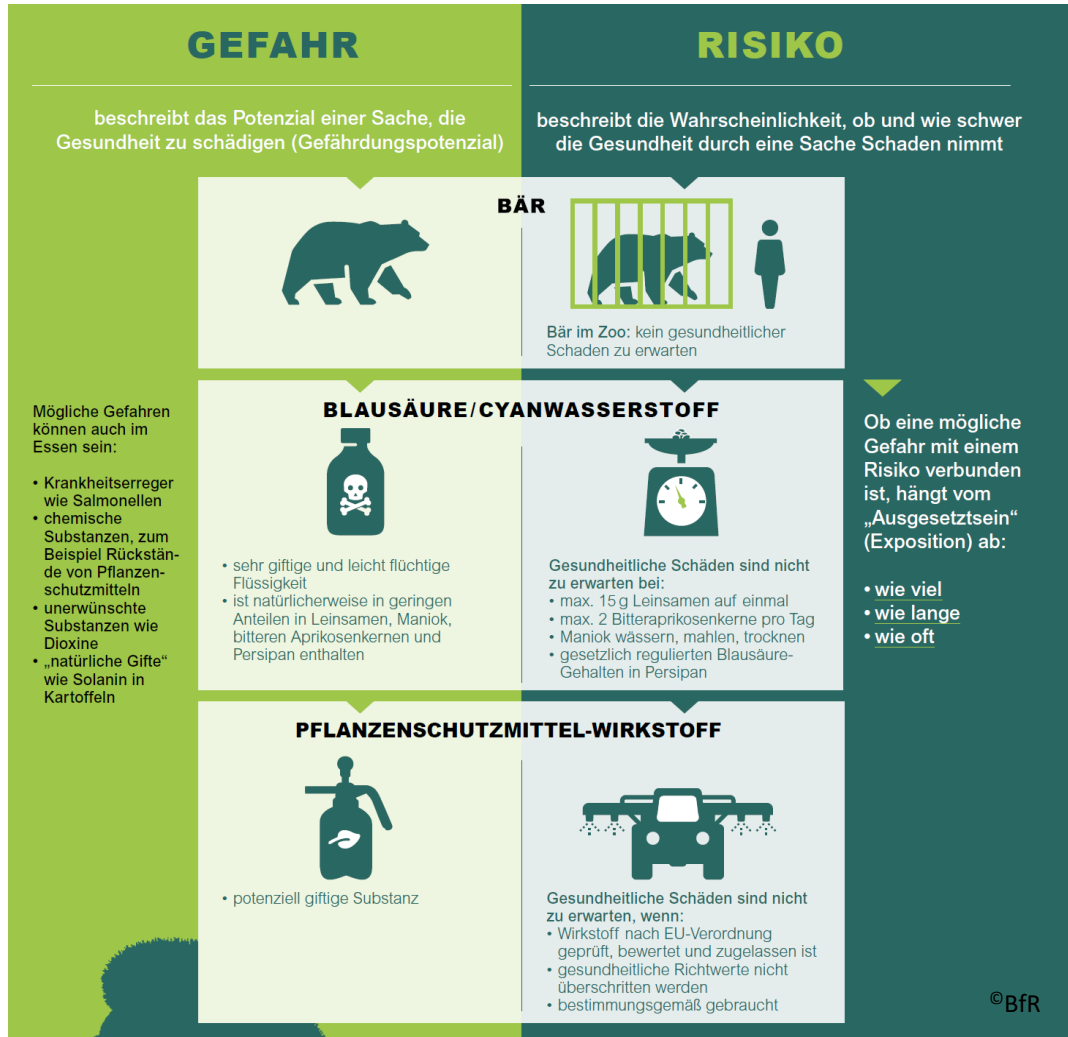 GEFAHR
beschreibt das Potenzial einer Sache, die
Gesundheit zu schädigen (Gefährdungspotenzial)
RISIKO
beschreibt die Wahrscheinlichkeit, ob und wie schwer
die Gesundheit durch eine Sache Schaden nimmt
BÄR
Bär im Zoo: kein gesundheitlicher
Schaden zu erwarten
Mögliche Gefahren
können auch im
Essen sein:
• Krankheitserreger
wie Salmonellen
• chemische
Substanzen, zum
Beispiel Rückstän-
de von Pflanzen-
schutzmitteln
• unerwünschte
Substanzen wie
Dioxine
• „natürliche Gifte“
wie Solanin in
Kartoffeln
BLAUSÄURE/CYANWASSERSTOFF
• sehr giftige und leicht flüchtige
Flüssigkeit
• ist natürlicherweise in geringen
Anteilen in Leinsamen, Maniok,
bitteren Aprikosenkernen und
Persipan enthalten
Gesundheitliche Schäden sind nicht
zu erwarten bei:
• max. 15 g Leinsamen auf einmal
• max. 2 Bitteraprikosenkerne pro Tag
• Maniok wässern, mahlen, trocknen
• gesetzlich regulierten Blausäure-
Gehalten in Persipan
Ob eine mögliche
Gefahr mit einem
Risiko verbunden
ist, hängt vom
„Ausgesetztsein“
(Exposition) ab:
• wie viel
• wie lange
• wie oft
PFLANZENSCHUTZMITTEL-WIRKSTOFF
• potenziell giftige Substanz
Gesundheitliche Schäden sind nicht
zu erwarten, wenn:
• Wirkstoff nach EU-Verordnung
geprüft, bewertet und zugelassen ist
• gesundheitliche Richtwerte nicht
überschritten werden
• bestimmungsgemäß gebraucht
©BfR